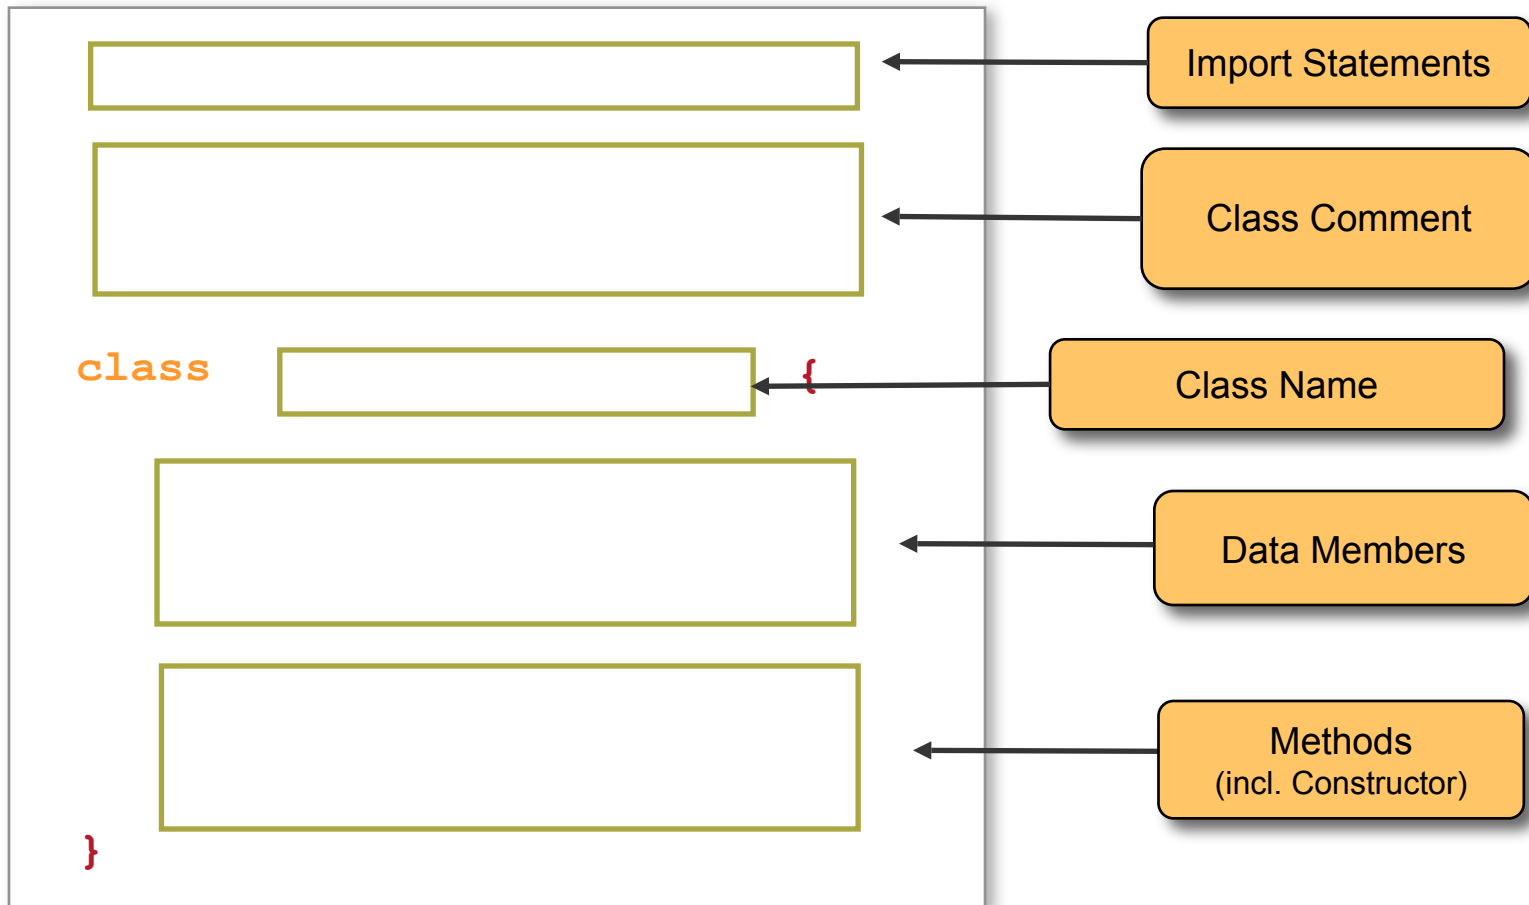 Import Statements
Class Comment
class
{
Class Name
Data Members
Methods
(incl. Constructor)
}